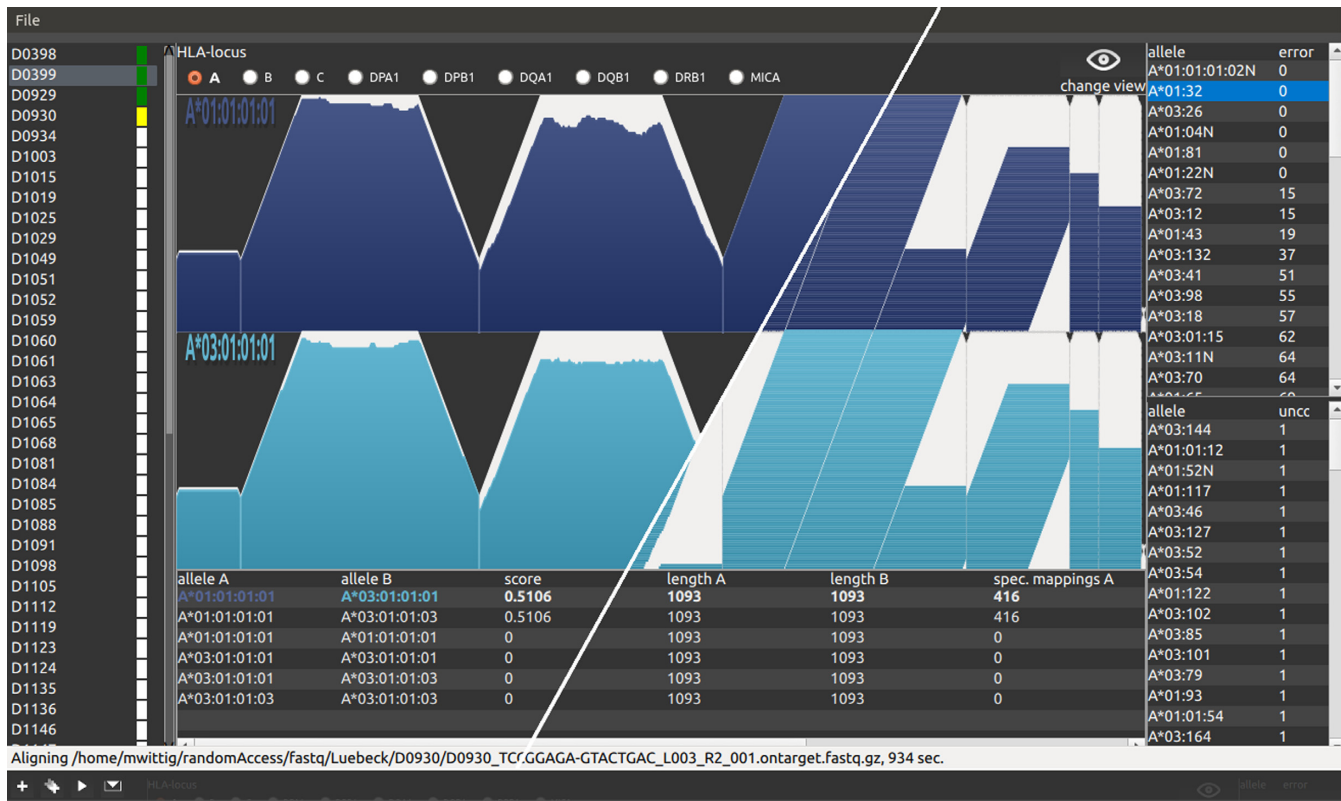 File
D0398
D0399
D0929
D0930
D0934
D1003
D1015
D1019
D1025
D1029
D1049
D1051
D1052
D1059
D1060
D1061
D1063
D1064
D1065
D1068
D1081
D1084
D1085
D1088
D1091
D1098
D1105
D1112
D1119
D1123
D1124
D1135
D1136
D1146
HLA-locus
A B C DPA1 DPB1 DQA1 DQB1 DRB1 MICA
change view
A*01:01:01:01
A*03:01:01:01
allele A allele B score length A length B spec. mappings A
A*01:01:01:01 A*03:01:01:01 0.5106 1093 1093 416
A*01:01:01:01 A*03:01:01:03 0.5106 1093 1093 416
A*01:01:01:01 A*01:01:01:01 0 1093 1093 0
A*03:01:01:01 A*03:01:01:01 0 1093 1093 0
A*03:01:01:01 A*03:01:01:03 0 1093 1093 0
A*03:01:01:03 A*03:01:01:03 0 1093 1093 0
allele error
A*01:01:01:02N 0
A*01:32 0
A*03:26 0
A*01:04N 0
A*01:81 0
A*01:22N 0
A*03:72 15
A*03:12 15
A*01:43 19
A*03:132 37
A*03:41 51
A*03:98 55
A*03:18 57
A*03:01:15 62
A*03:11N 64
A*03:70 64
allele uncc
A*03:144 1
A*01:01:12 1
A*01:52N 1
A*01:117 1
A*03:46 1
A*03:127 1
A*03:52 1
A*03:54 1
A*01:122 1
A*03:102 1
A*03:85 1
A*03:101 1
A*03:79 1
A*01:93 1
A*01:01:54 1
A*03:164 1
Aligning /home/mwittig/randomAccess/fastq/Luebeck/D0930/D0930_TCCGGAGA-GTACTGAC_L003_R2_001.ontarget.fastq.gz, 934 sec.
HLA-locus
allele error